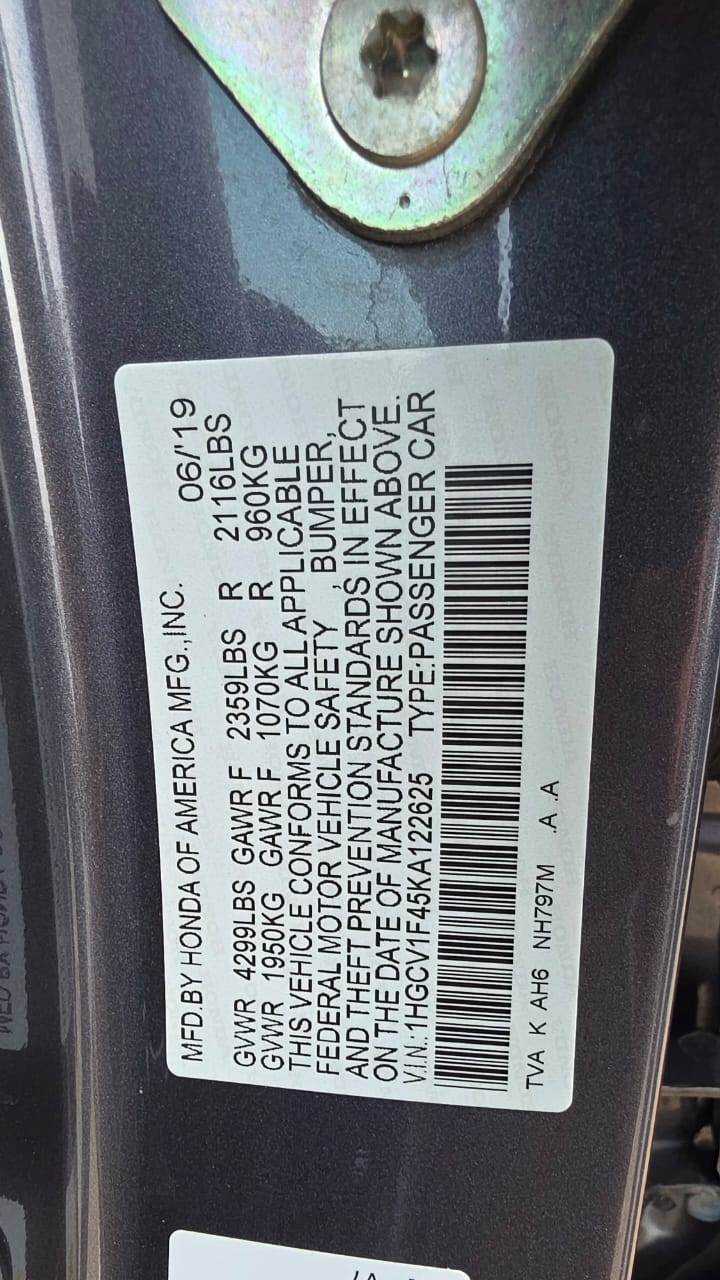 MFD.BY HONDA OF AMERICA MFG.,INC. 06/'19
GVWR 4299LBS GAWR F 2359LBS R 2116LBS
GVWR 1950KG GAWR F 1070KG R 960KG
THIS VEHICLE CONFORMS TO ALL APPLICABLE
FEDERAL MOTOR VEHICLE SAFETY , BUMPER,
AND THEFT PREVENTION STANDARDS IN EFFECT
ON THE DATE OF MANUFACTURE SHOWN ABOVE.
V.I.N.:1HGCV1F45KA122625 TYPE:PASSENGER CAR
TVA K AH6 NH797M .A .A